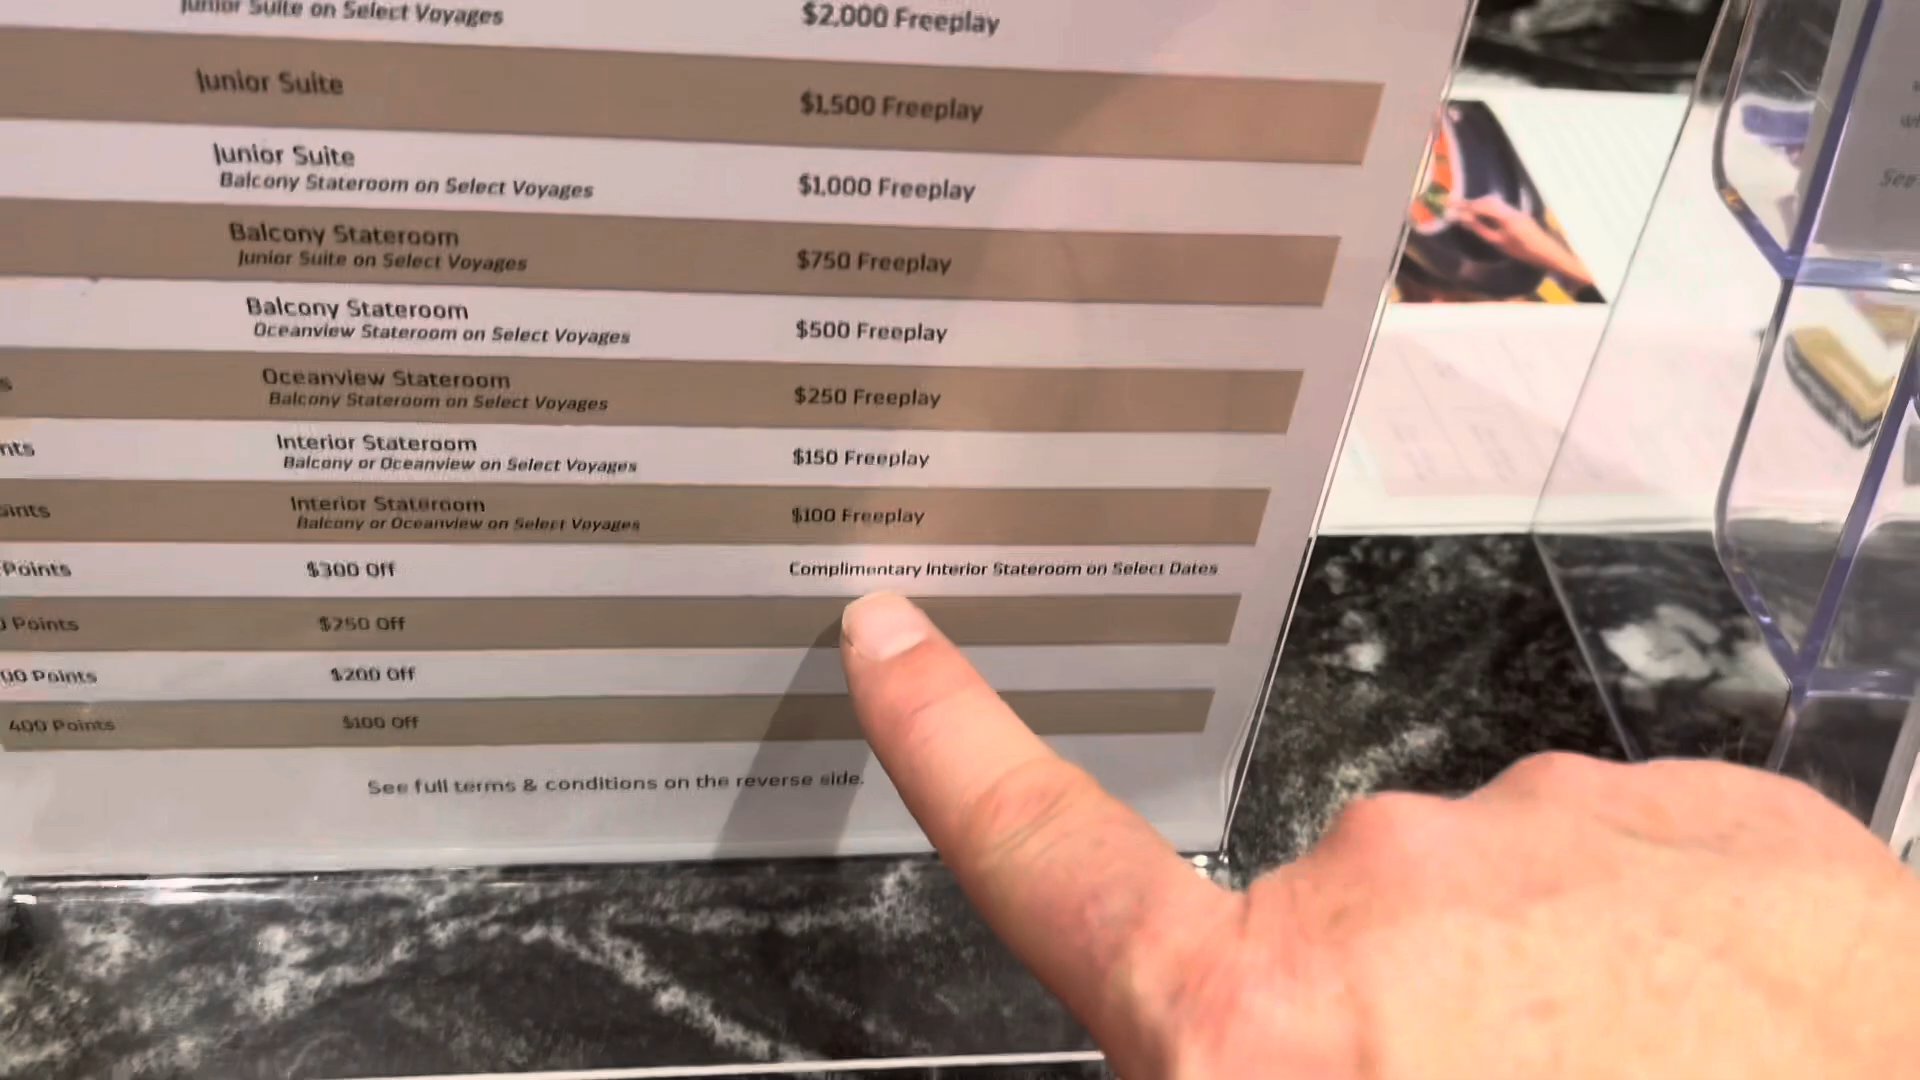 Junior Suite on Select Voyages $2,000 Freeplay
Junior Suite
$1,500 Freeplay
Junior Suite
Balcony Stateroom on Select Voyages
$1,000 Freeplay
Balcony Stateroom
Junior Suite on Select Voyages
$750 Freeplay
Balcony Stateroom
Oceanview Stateroom on Select Voyages
$500 Freeplay
Oceanview Stateroom
Balcony Stateroom on Select Voyages
$250 Freeplay
Interior Stateroom
Balcony or Oceanview on Select Voyages
$150 Freeplay
Interior Stateroom
Balcony or Oceanview on Select Voyages
$100 Freeplay
Points $300 Off Complimentary Interior Stateroom on Select Dates
Points $250 Off
00 Points $200 Off
400 Points $100 Off
See full terms & conditions on the reverse side.
See